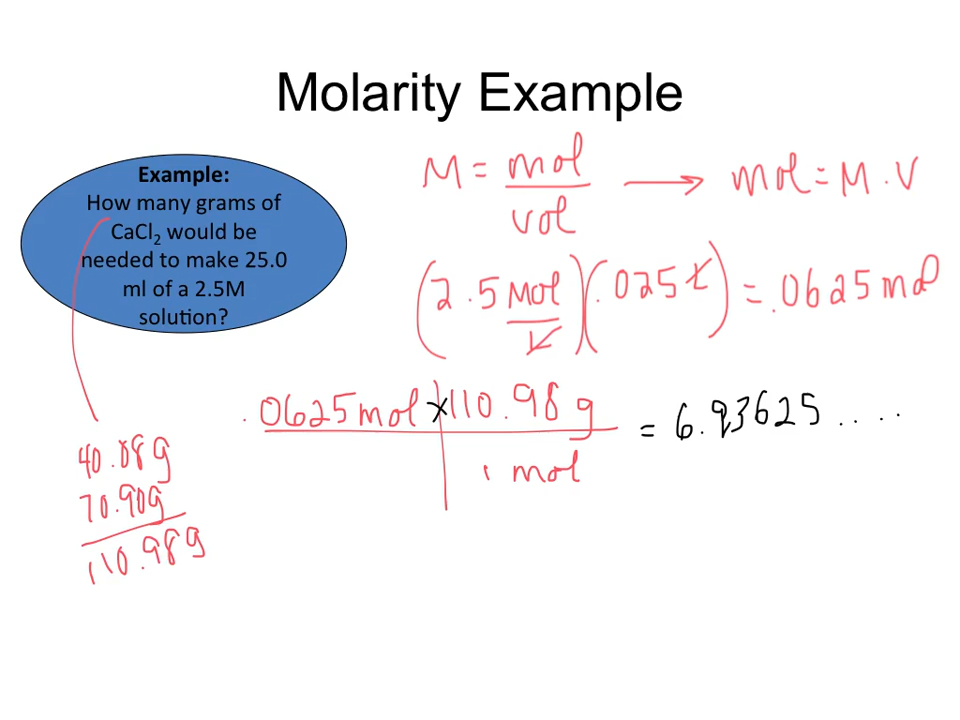 Molarity Example
Example:
How many grams of
CaCl₂ would be
needed to make 25.0
ml of a 2.5M
solution?
M = mol / vol → mol = M · V
(2.5 mol / L)(.025 L) = .0625 mol
.0625 mol × 110.98 g / 1 mol = 6.93625 ....
40.08g
70.90g
110.98g